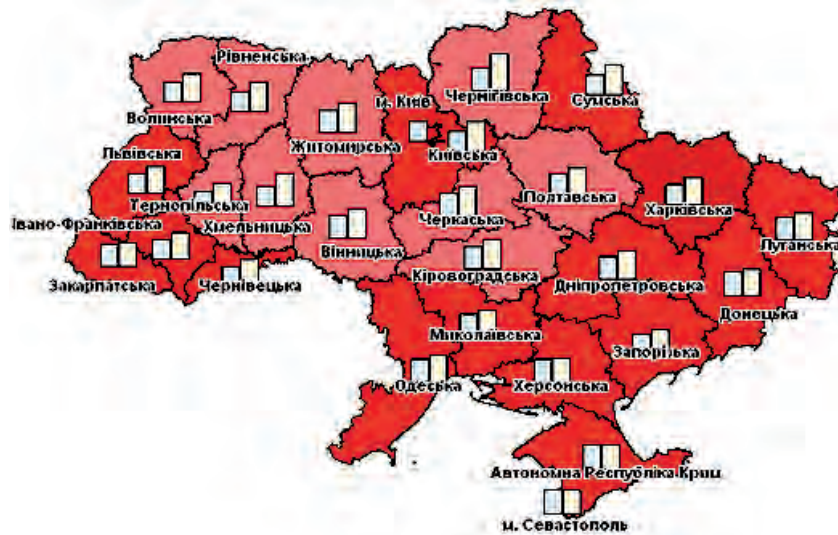 Рівненська
Волинська
Житомирська
м. Київ
Чернігівська
Сумська
Київська
Львівська
Тернопільська
Хмельницька
Вінницька
Черкаська
Полтавська
Харківська
Луганська
Івано-Франківська
Закарпатська
Чернівецька
Кіровоградська
Дніпропетровська
Донецька
Миколаївська
Запорізька
Одеська
Херсонська
Автономна Республіка Крим
м. Севастополь